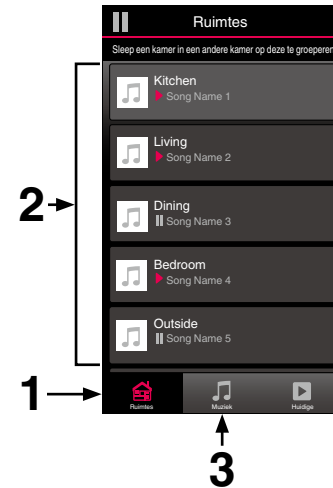 Ruimtes
Sleep een kamer in een andere kamer op deze te groeperen
Kitchen
Song Name 1
Living
Song Name 2
Dining
Song Name 3
Bedroom
Song Name 4
Outside
Song Name 5
Ruimtes
Muziek
Huidige
2
1
3